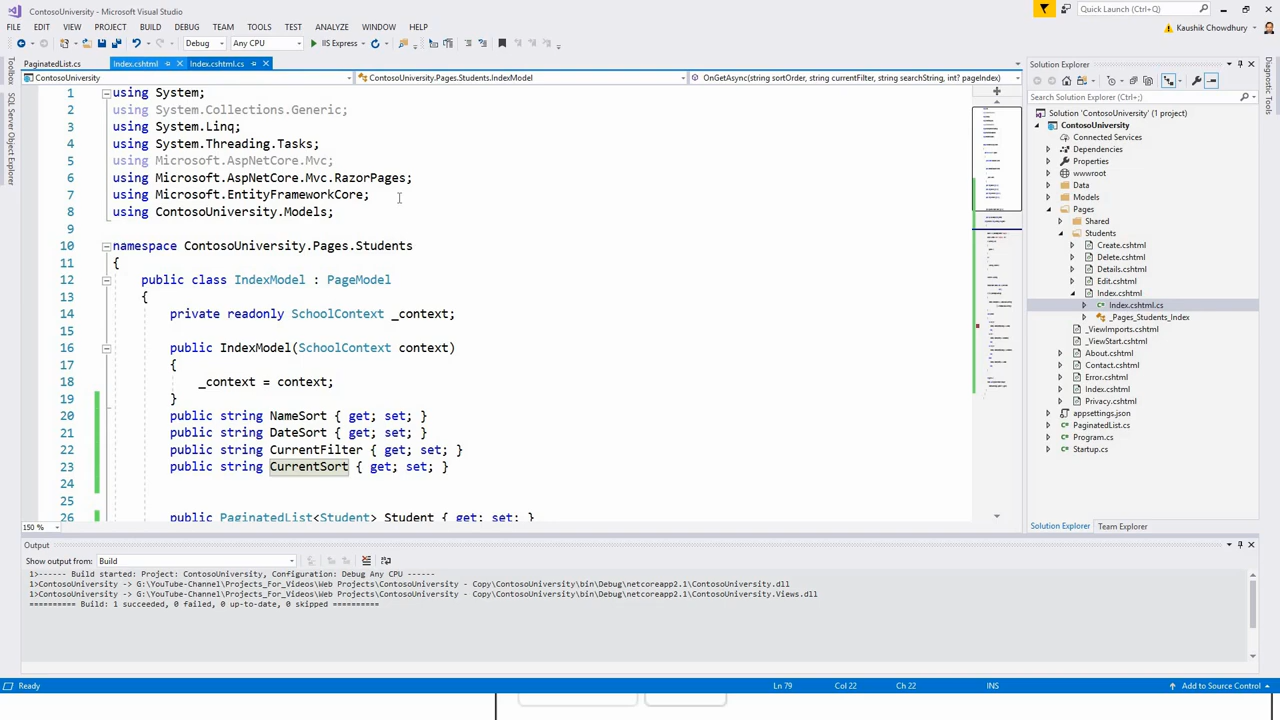 ContosoUniversity - Microsoft Visual Studio
Quick Launch (Ctrl+Q)
FILE EDIT VIEW PROJECT BUILD DEBUG TEAM TOOLS TEST ANALYZE WINDOW HELP
Kaushik Chowdhury
Debug Any CPU IIS Express
PaginatedList.cs Index.cshtml Index.cshtml.cs
ContosoUniversity ContosoUniversity.Pages.Students.IndexModel OnGetAsync(string sortOrder, string currentFilter, string searchString, int? pageIndex)
Toolbox
SQL Server Object Explorer
1 using System;
2 using System.Collections.Generic;
3 using System.Linq;
4 using System.Threading.Tasks;
5 using Microsoft.AspNetCore.Mvc;
6 using Microsoft.AspNetCore.Mvc.RazorPages;
7 using Microsoft.EntityFrameworkCore;
8 using ContosoUniversity.Models;
9
10 namespace ContosoUniversity.Pages.Students
11 {
12 public class IndexModel : PageModel
13 {
14 private readonly SchoolContext _context;
15
16 public IndexModel(SchoolContext context)
17 {
18 _context = context;
19 }
20 public string NameSort { get; set; }
21 public string DateSort { get; set; }
22 public string CurrentFilter { get; set; }
23 public string CurrentSort { get; set; }
24
25
26 public PaginatedList<Student> Student { get; set; }
150 %
Solution Explorer
Search Solution Explorer (Ctrl+;)
Solution 'ContosoUniversity' (1 project)
ContosoUniversity
Connected Services
Dependencies
Properties
wwwroot
Data
Models
Pages
Shared
Students
Create.cshtml
Delete.cshtml
Details.cshtml
Edit.cshtml
Index.cshtml
Index.cshtml.cs
_Pages_Students_Index
_ViewImports.cshtml
_ViewStart.cshtml
About.cshtml
Contact.cshtml
Error.cshtml
Index.cshtml
Privacy.cshtml
appsettings.json
PaginatedList.cs
Program.cs
Startup.cs
Solution Explorer Team Explorer
Diagnostic Tools
Output
Show output from: Build
1>------ Build started: Project: ContosoUniversity, Configuration: Debug Any CPU ------
1>ContosoUniversity -> G:\YouTube-Channel\Projects_For_Videos\Web Projects\ContosoUniversity - Copy\ContosoUniversity\bin\Debug\netcoreapp2.1\ContosoUniversity.dll
1>ContosoUniversity -> G:\YouTube-Channel\Projects_For_Videos\Web Projects\ContosoUniversity - Copy\ContosoUniversity\bin\Debug\netcoreapp2.1\ContosoUniversity.Views.dll
========== Build: 1 succeeded, 0 failed, 0 up-to-date, 0 skipped ==========
Ready Ln 79 Col 22 Ch 22 INS Add to Source Control